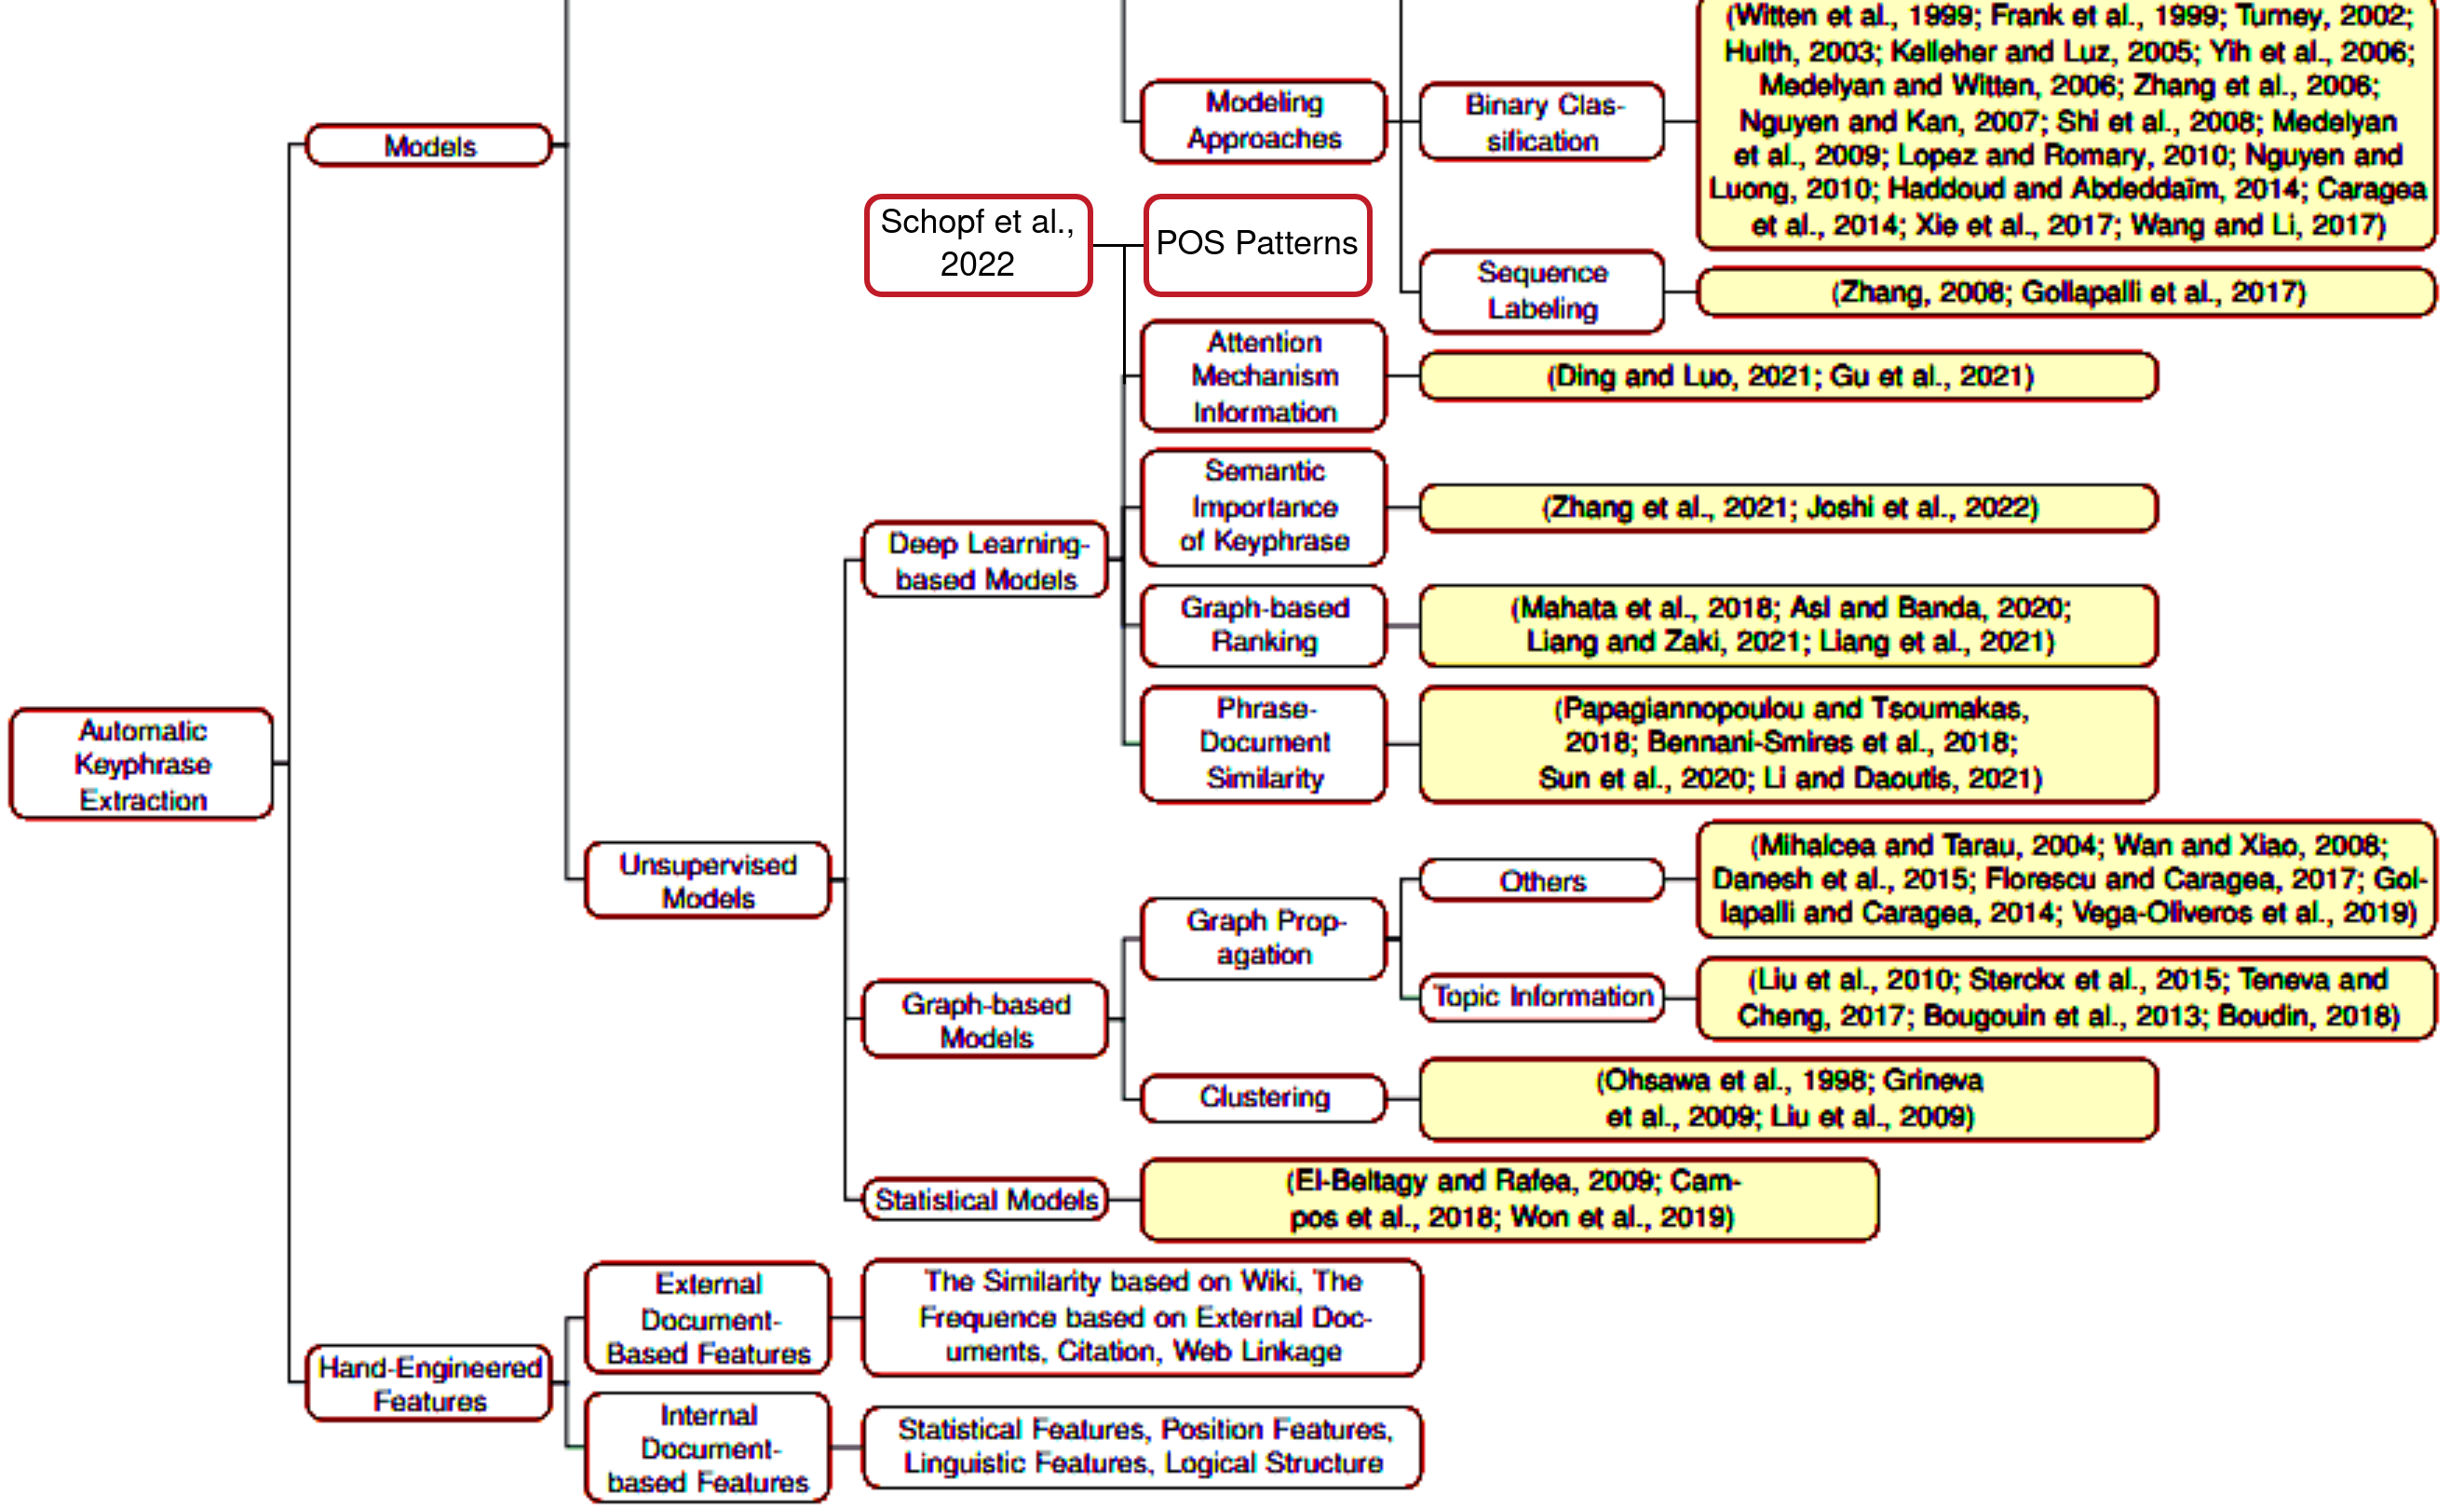 (Witten et al., 1999; Frank et al., 1999; Turney, 2002;
Hulth, 2003; Kelleher and Luz, 2005; Yih et al., 2006;
Medelyan and Witten, 2006; Zhang et al., 2006;
Nguyen and Kan, 2007; Shi et al., 2008; Medelyan
et al., 2009; Lopez and Romary, 2010; Nguyen and
Luong, 2010; Haddoud and Abdeddaïm, 2014; Caragea
et al., 2014; Xie et al., 2017; Wang and Li, 2017)
Modeling
Approaches
Binary Clas-
sification
Models
Schopf et al.,
2022
POS Patterns
Sequence
Labeling
(Zhang, 2008; Gollapalli et al., 2017)
Attention
Mechanism
Information
(Ding and Luo, 2021; Gu et al., 2021)
Semantic
Importance
of Keyphrase
(Zhang et al., 2021; Joshi et al., 2022)
Deep Learning-
based Models
Graph-based
Ranking
(Mahata et al., 2018; Asl and Banda, 2020;
Liang and Zaki, 2021; Liang et al., 2021)
Phrase-
Document
Similarity
(Papagiannopoulou and Tsoumakas,
2018; Bennani-Smires et al., 2018;
Sun et al., 2020; Li and Daoutis, 2021)
Automatic
Keyphrase
Extraction
Unsupervised
Models
Others
(Mihalcea and Tarau, 2004; Wan and Xiao, 2008;
Danesh et al., 2015; Florescu and Caragea, 2017; Gol-
lapalli and Caragea, 2014; Vega-Oliveros et al., 2019)
Graph Prop-
agation
Topic Information
(Liu et al., 2010; Sterckx et al., 2015; Teneva and
Cheng, 2017; Bougouin et al., 2013; Boudin, 2018)
Graph-based
Models
Clustering
(Ohsawa et al., 1998; Grineva
et al., 2009; Liu et al., 2009)
Statistical Models
(El-Beltagy and Rafea, 2009; Cam-
pos et al., 2018; Won et al., 2019)
External
Document-
Based Features
The Similarity based on Wiki, The
Frequence based on External Doc-
uments, Citation, Web Linkage
Hand-Engineered
Features
Internal
Document-
based Features
Statistical Features, Position Features,
Linguistic Features, Logical Structure